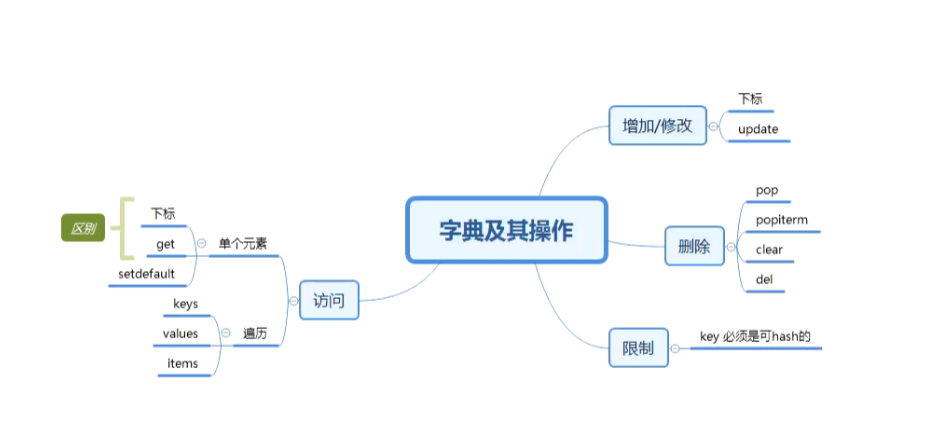 字典及其操作
增加/修改
下标
update
删除
pop
popiterm
clear
del
限制
key 必须是可hash的
访问
单个元素
下标
get
setdefault
区别
遍历
keys
values
items